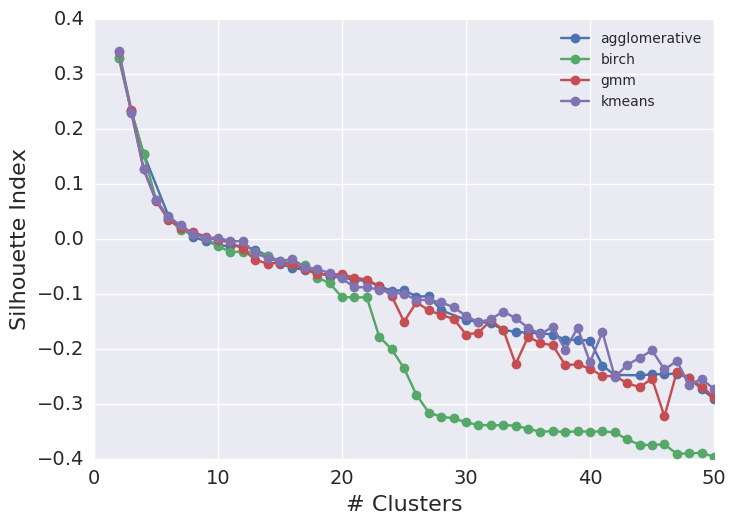 Silhouette Index
0.4
0.3
0.2
0.1
0.0
−0.1
−0.2
−0.3
−0.4
agglomerative
birch
gmm
kmeans
0 10 20 30 40 50
# Clusters